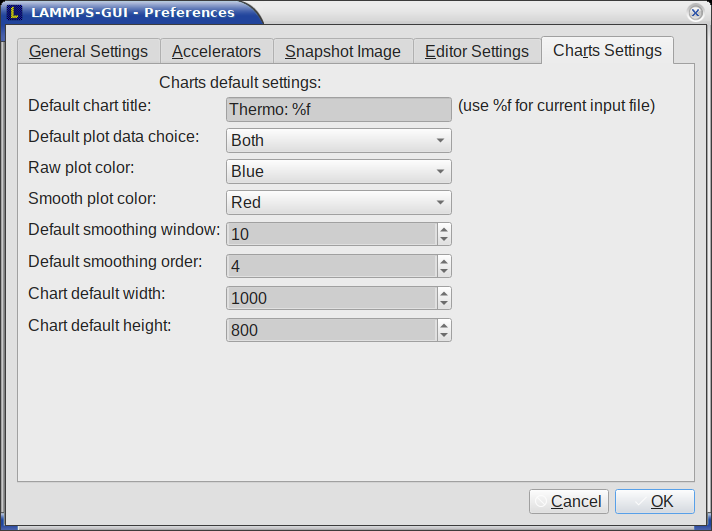 LAMMPS-GUI - Preferences
General Settings Accelerators Snapshot Image Editor Settings Charts Settings
Charts default settings:
Default chart title: Thermo: %f (use %f for current input file)
Default plot data choice: Both
Raw plot color: Blue
Smooth plot color: Red
Default smoothing window: 10
Default smoothing order: 4
Chart default width: 1000
Chart default height: 800
Cancel OK